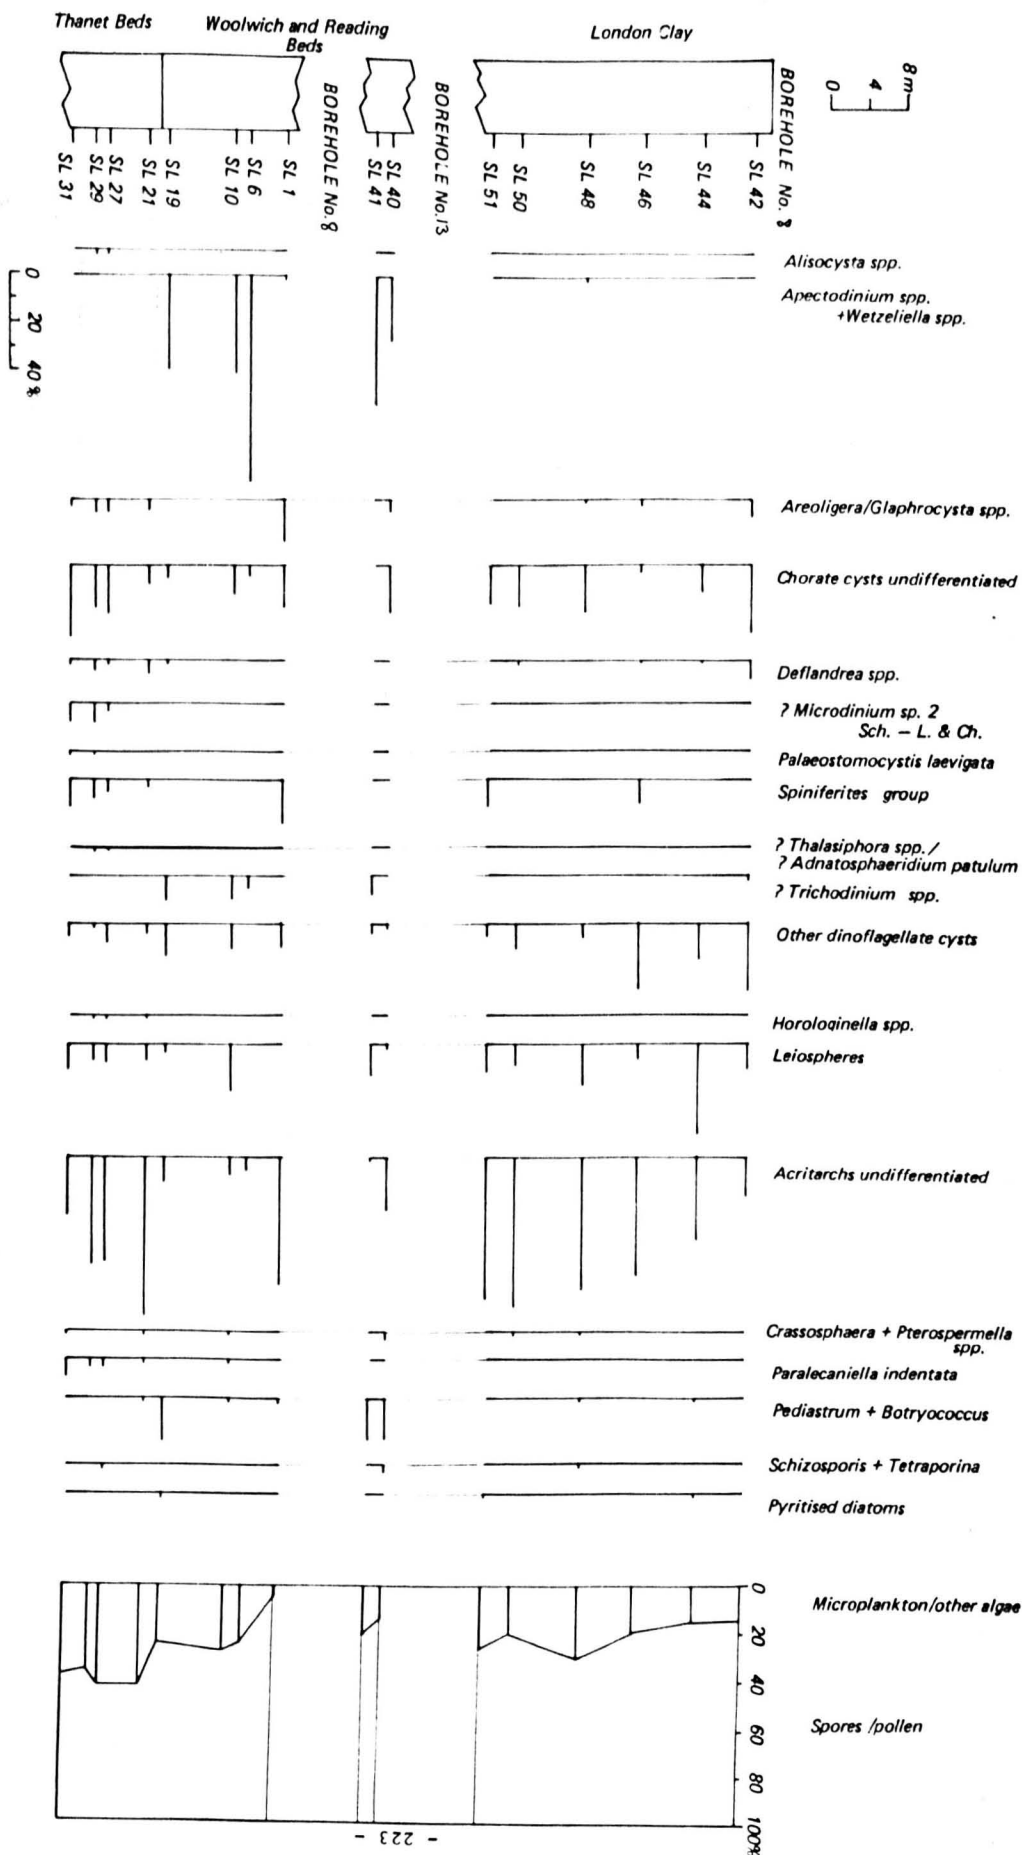 Thanet Beds
Woolwich and Reading
Beds
London Clay
0 4 8m
BOREHOLE No. 8
BOREHOLE No.13
BOREHOLE No. 8
SL 31
SL 29
SL 27
SL 21
SL 19
SL 10
SL 6
SL 1
SL 41
SL 40
SL 51
SL 50
SL 48
SL 46
SL 44
SL 42
0 20 40%
Alisocysta spp.
Apectodinium spp.
+Wetzeliella spp.
Areoligera/Glaphrocysta spp.
Chorate cysts undifferentiated
Deflandrea spp.
? Microdinium sp. 2
Sch. – L. & Ch.
Palaeostomocystis laevigata
Spiniferites group
? Thalasiphora spp. /
? Adnatosphaeridium patulum
? Trichodinium spp.
Other dinoflagellate cysts
Horologinella spp.
Leiospheres
Acritarchs undifferentiated
Crassosphaera + Pterospermella
spp.
Paralecaniella indentata
Pediastrum + Botryococcus
Schizosporis + Tetraporina
Pyritised diatoms
Microplankton/other algae
Spores /pollen
0
20
40
60
80
100%
- 223 -